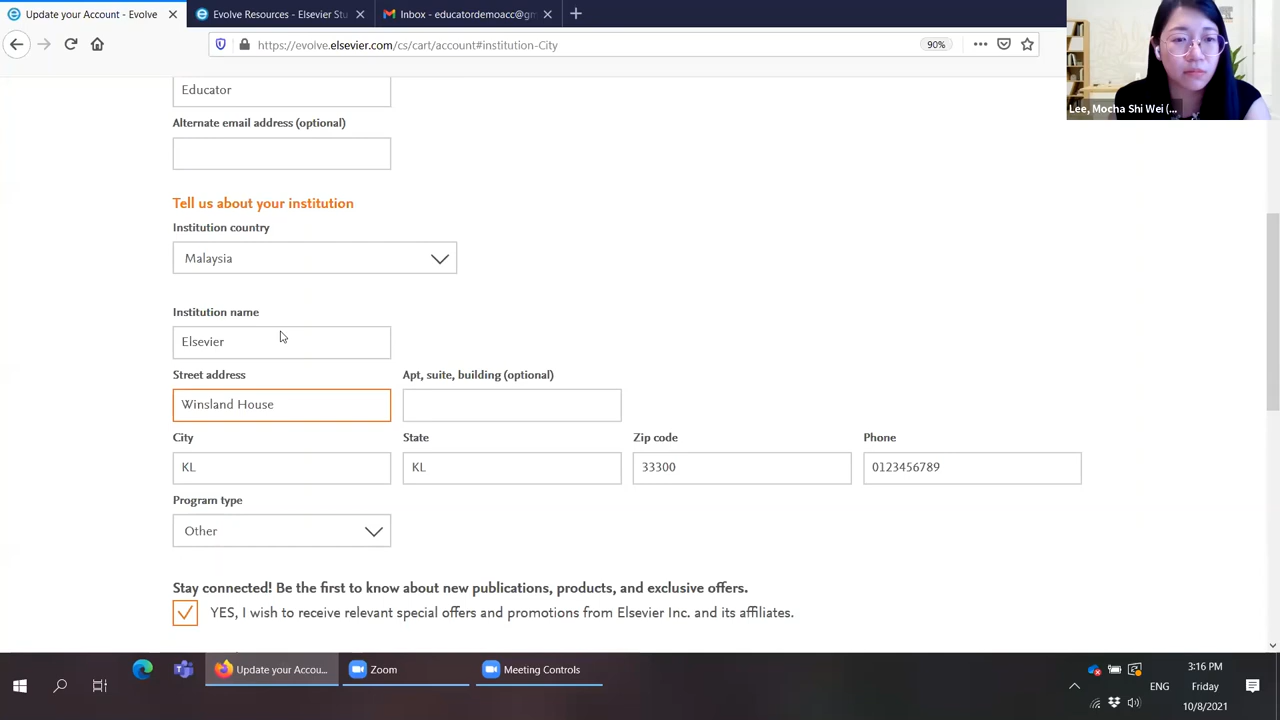 Update your Account - Evolve
Evolve Resources - Elsevier Stu
Inbox - educatordemoacc@gm
https://evolve.elsevier.com/cs/cart/account#institution-City
90%
Lee, Mocha Shi Wei (...
Educator
Alternate email address (optional)
Tell us about your institution
Institution country
Malaysia
Institution name
Elsevier
Street address
Apt, suite, building (optional)
Winsland House
City
State
Zip code
Phone
KL
KL
33300
0123456789
Program type
Other
Stay connected! Be the first to know about new publications, products, and exclusive offers.
YES, I wish to receive relevant special offers and promotions from Elsevier Inc. and its affiliates.
Update your Accou...
Zoom
Meeting Controls
ENG
3:16 PM
Friday
10/8/2021